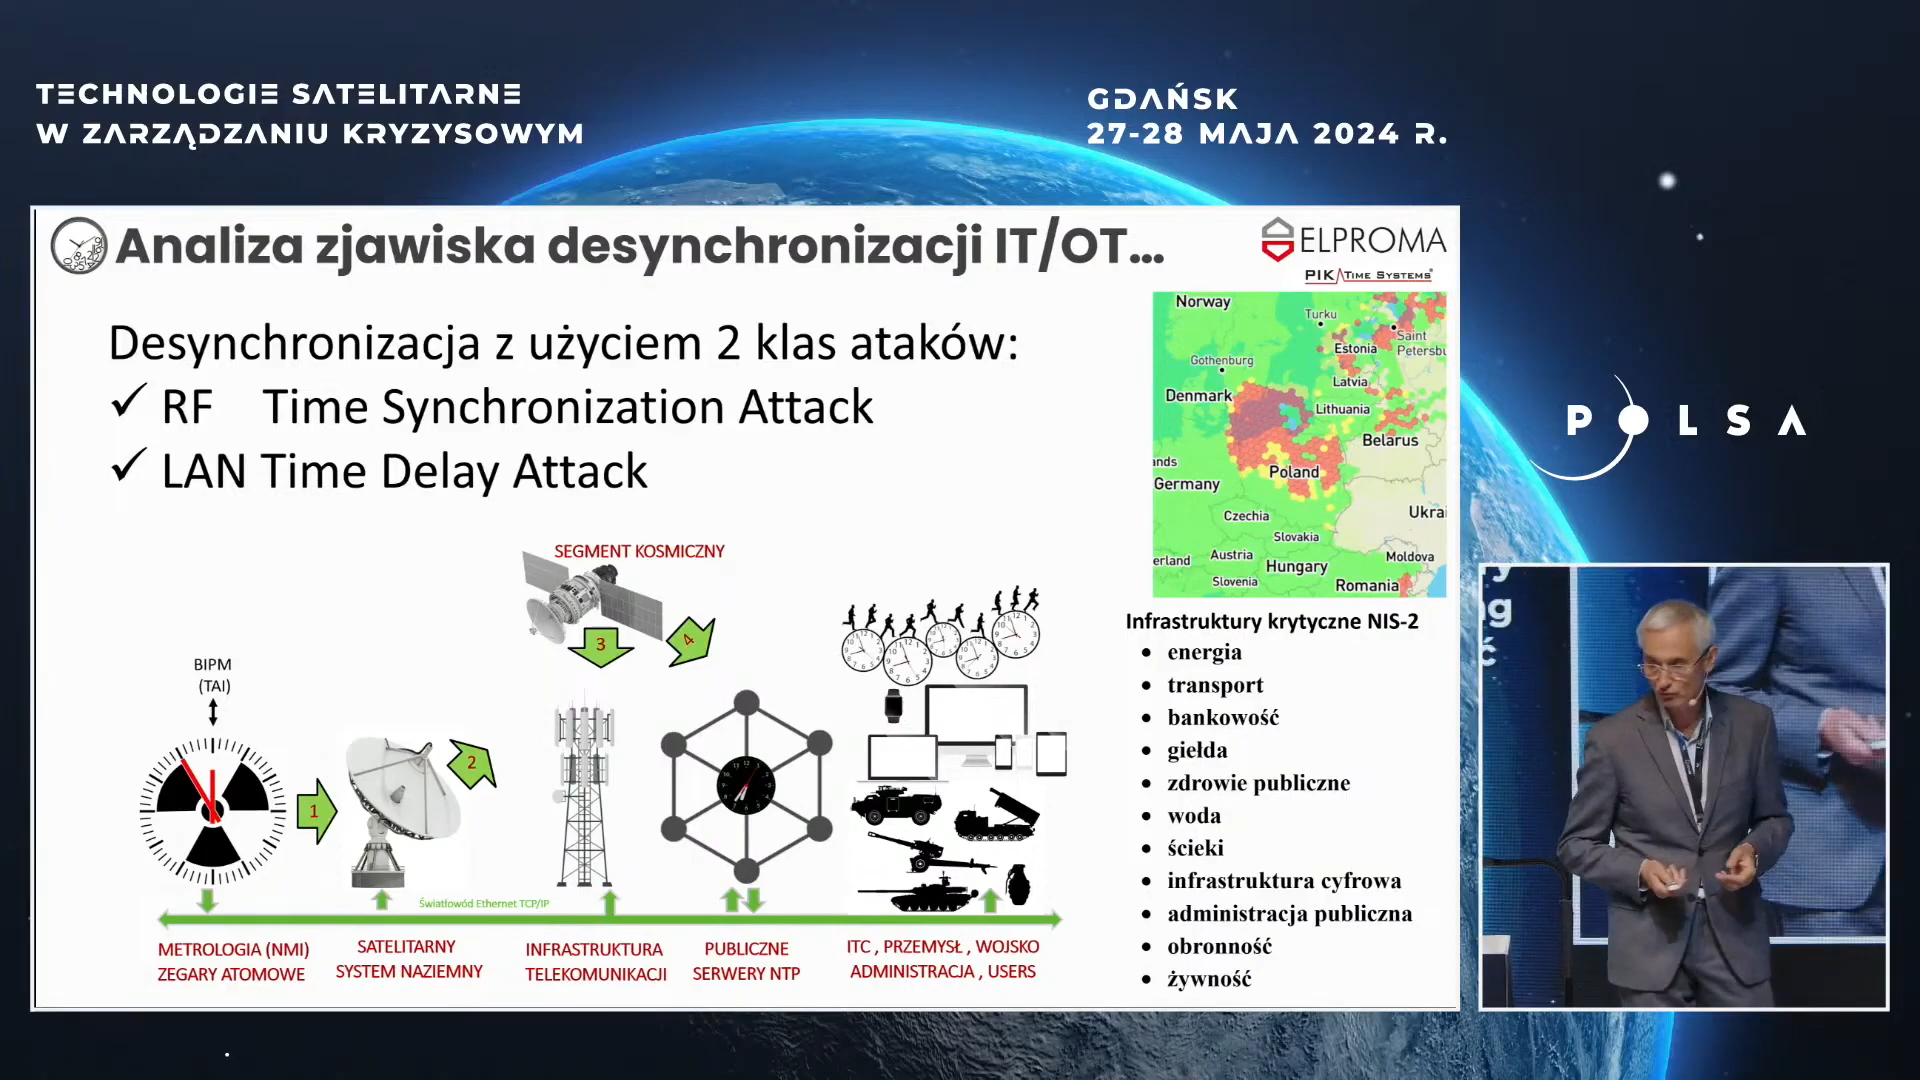 TECHNOLOGIE SATELITARNE
W ZARZĄDZANIU KRYZYSOWYM
GDAŃSK
27-28 MAJA 2024 R.
Analiza zjawiska desynchronizacji IT/OT...
ELPROMA
PIK TIME SYSTEMS
Desynchronizacja z użyciem 2 klas ataków:
✓ RF Time Synchronization Attack
✓ LAN Time Delay Attack
Norway
Turku
Saint
Petersbu
Estonia
Gothenburg
Latvia
Denmark
Lithuania
Belarus
ands
Poland
Germany
Ukrai
Czechia
Slovakia
Moldova
erland
Austria
Hungary
Slovenia
Romania
POLSA
SEGMENT KOSMICZNY
3
4
BIPM
(TAI)
1
2
Światłowód Ethernet TCP/IP
METROLOGIA (NMI)
ZEGARY ATOMOWE
SATELITARNY
SYSTEM NAZIEMNY
INFRASTRUKTURA
TELEKOMUNIKACJI
PUBLICZNE
SERWERY NTP
ITC , PRZEMYSŁ , WOJSKO
ADMINISTRACJA , USERS
Infrastruktury krytyczne NIS-2
• energia
• transport
• bankowość
• giełda
• zdrowie publiczne
• woda
• ścieki
• infrastruktura cyfrowa
• administracja publiczna
• obronność
• żywność